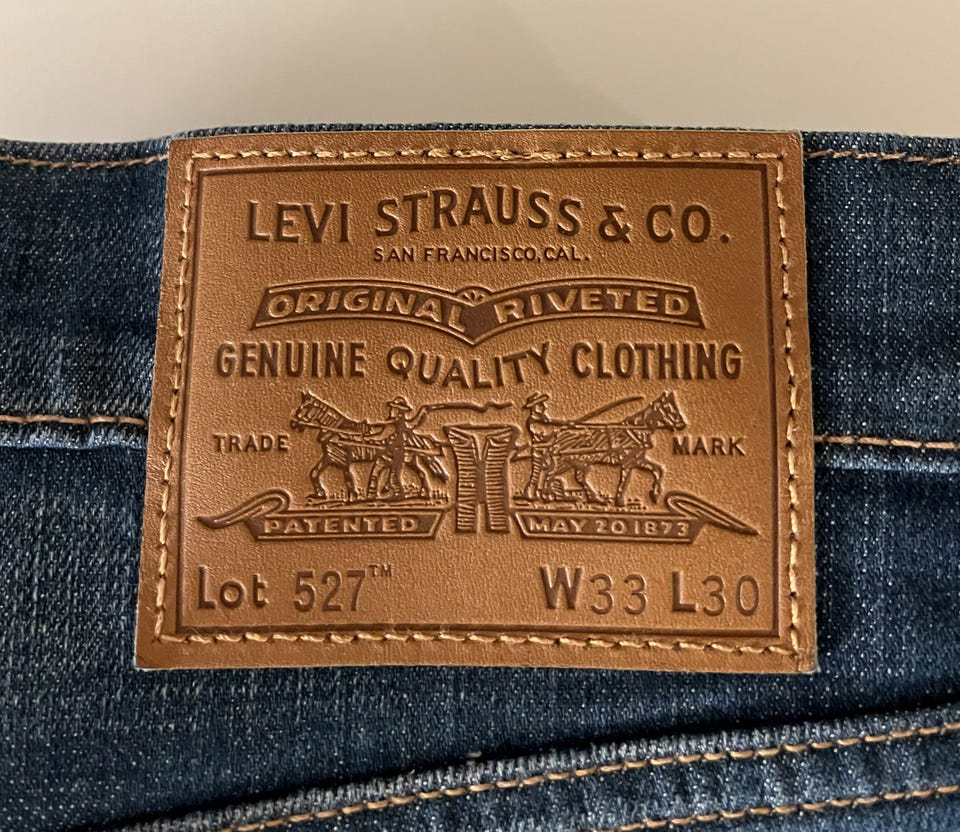 LEVI STRAUSS & CO.
SAN FRANCISCO, CAL.
ORIGINAL RIVETED
GENUINE QUALITY CLOTHING
TRADE MARK
PATENTED MAY 20 1873
Lot 527™ W33 L30